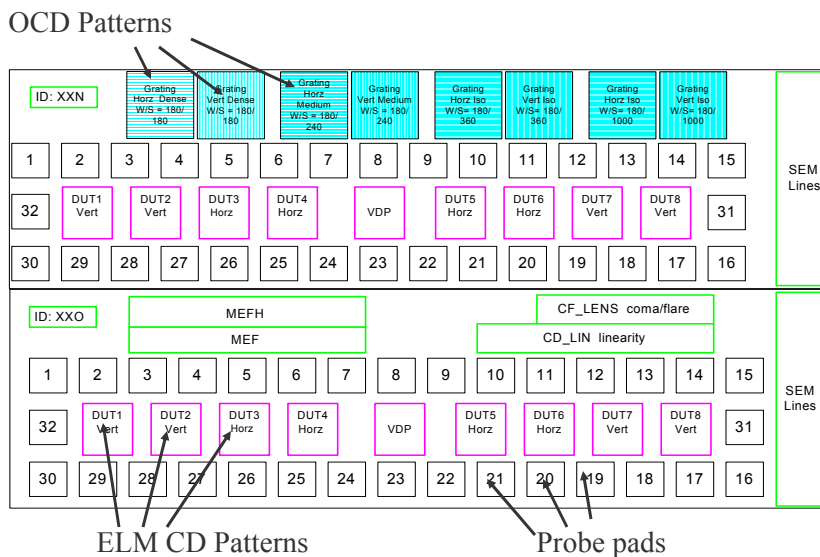 OCD Patterns
ID: XXN
Grating
Horz Dense
W/S = 180/
180
Grating
Vert Dense
W/S = 180/
180
Grating
Horz
Medium
W/S = 180/
240
Grating
Vert Medium
W/S = 180/
240
Grating
Horz Iso
W/S= 180/
360
Grating
Vert Iso
W/S= 180/
360
Grating
Horz Iso
W/S= 180/
1000
Grating
Vert Iso
W/S= 180/
1000
SEM
Lines
1 2 3 4 5 6 7 8 9 10 11 12 13 14 15
32
DUT1
Vert
DUT2
Vert
DUT3
Horz
DUT4
Horz
VDP
DUT5
Horz
DUT6
Horz
DUT7
Vert
DUT8
Vert
31
30 29 28 27 26 25 24 23 22 21 20 19 18 17 16
ID: XXO
MEFH
MEF
CF_LENS coma/flare
CD_LIN linearity
SEM
Lines
1 2 3 4 5 6 7 8 9 10 11 12 13 14 15
32
DUT1
Vert
DUT2
Vert
DUT3
Horz
DUT4
Horz
VDP
DUT5
Horz
DUT6
Horz
DUT7
Vert
DUT8
Vert
31
30 29 28 27 26 25 24 23 22 21 20 19 18 17 16
ELM CD Patterns
Probe pads